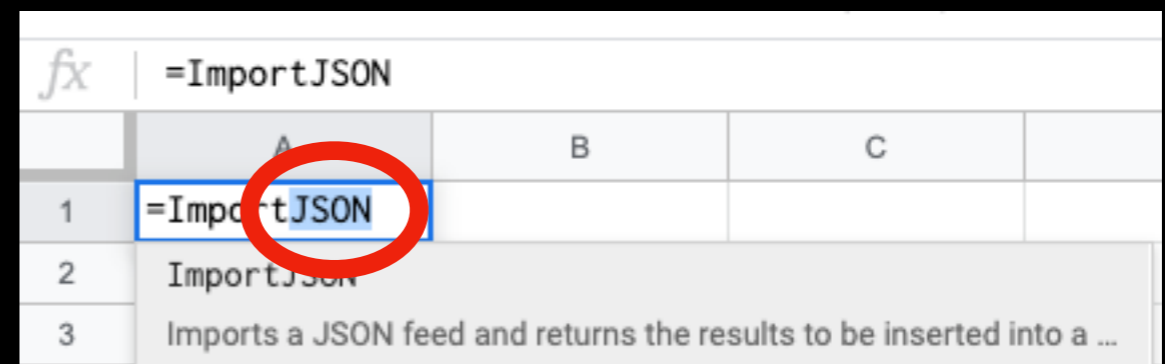 fx =ImportJSON
A B C
1 =ImportJSON
2 ImportJSON
3 Imports a JSON feed and returns the results to be inserted into a ...